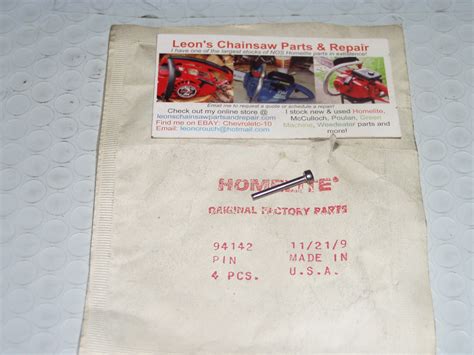 Leon's Chainsaw Parts & Repair
I have one of the largest stocks of NOS Homelite parts in existence!
Email me to request a quote or schedule a repair!
Check out my online store @
leonschainsawpartsandrepair.com
Find me on EBAY: Chevruletc-10
Email: leoncrouch@hotmail.com
I stock new & used Homelite,
McCulloch, Poulan, Green
Machine, Weedeater parts and
more!
HOMELITE®
ORIGINAL FACTORY PARTS
94142 11/21/9
PIN MADE IN
4 PCS. U.S.A.